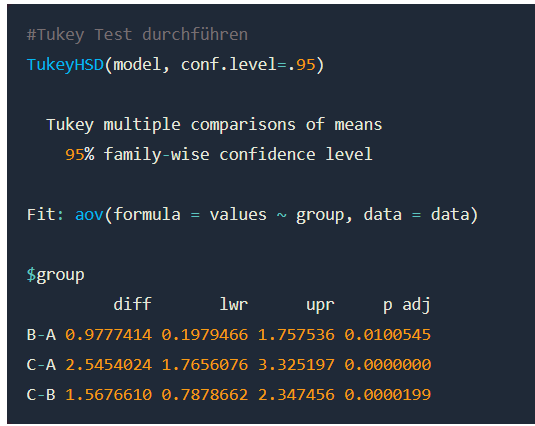 #Tukey Test durchführen
TukeyHSD(model, conf.level=.95)
Tukey multiple comparisons of means
95% family-wise confidence level
Fit: aov(formula = values ~ group, data = data)
$group
diff lwr upr p adj
B-A 0.9777414 0.1979466 1.757536 0.0100545
C-A 2.5454024 1.7656076 3.325197 0.0000000
C-B 1.5676610 0.7878662 2.347456 0.0000199